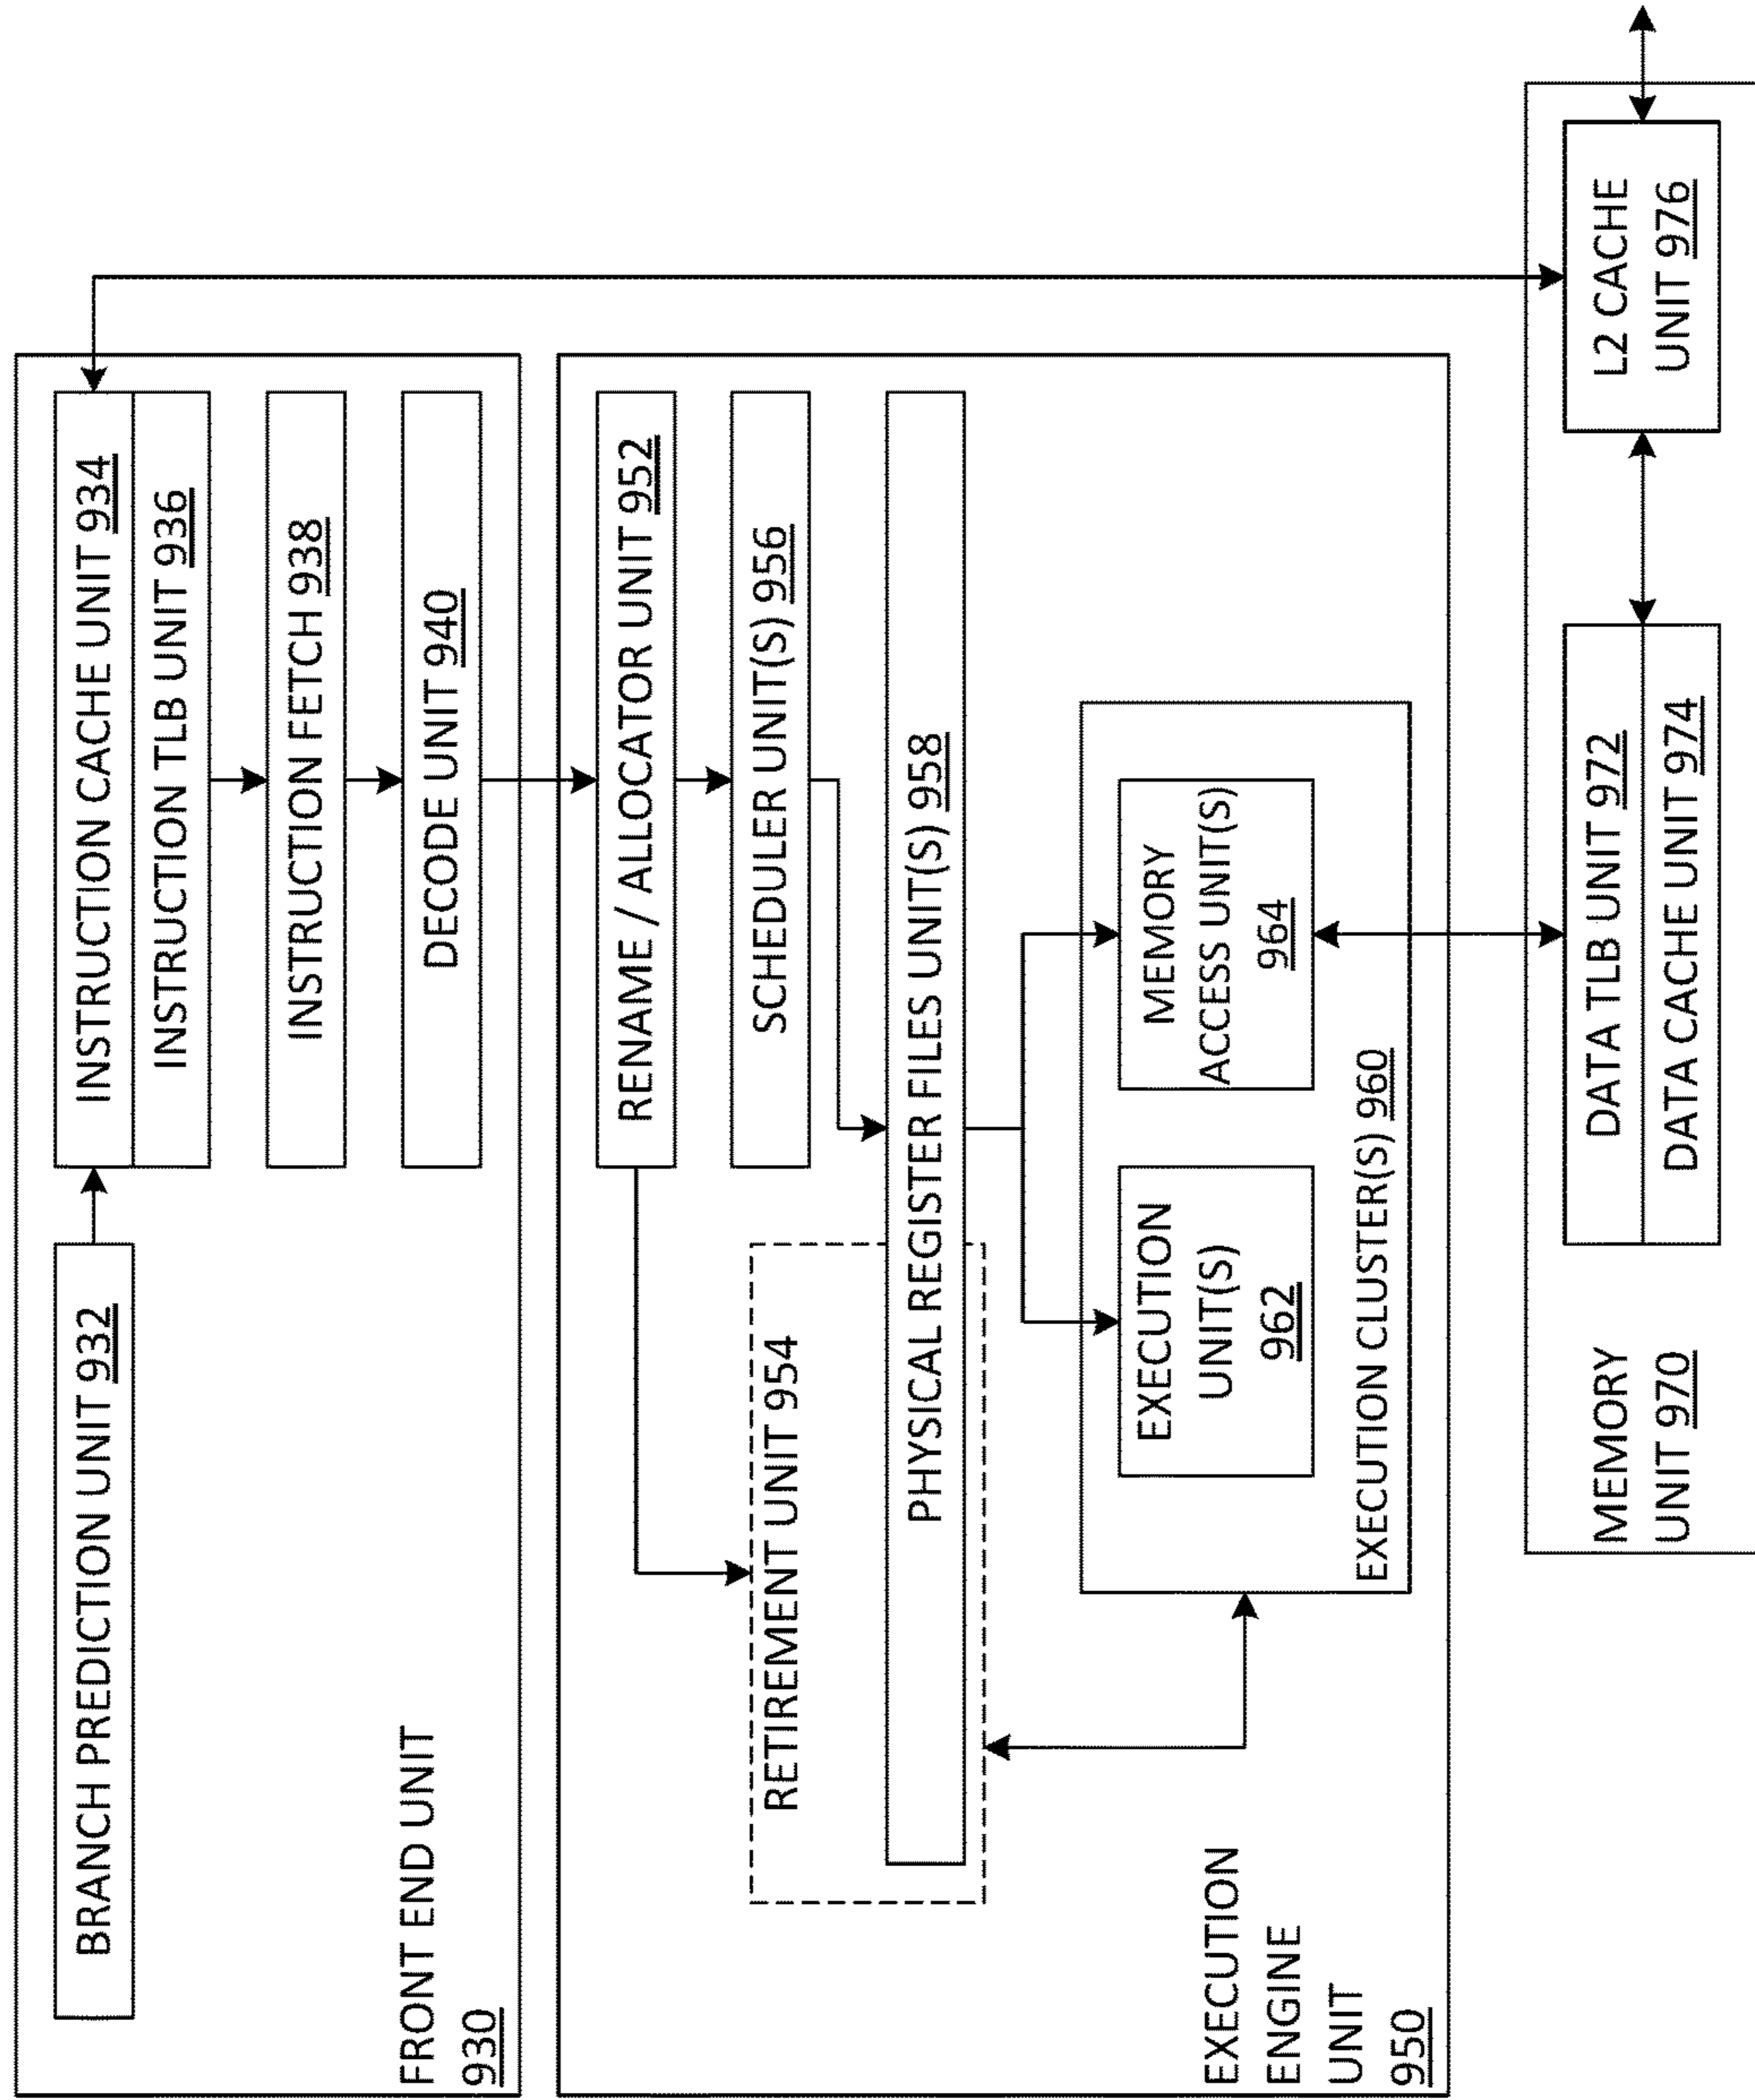 BRANCH PREDICTION UNIT 932
INSTRUCTION CACHE UNIT 934
INSTRUCTION TLB UNIT 936
INSTRUCTION FETCH 938
DECODE UNIT 940
FRONT END UNIT
930
RENAME / ALLOCATOR UNIT 952
RETIREMENT UNIT 954
SCHEDULER UNIT(S) 956
PHYSICAL REGISTER FILES UNIT(S) 958
EXECUTION
UNIT(S)
962
MEMORY
ACCESS UNIT(S)
964
EXECUTION CLUSTER(S) 960
EXECUTION
ENGINE
UNIT
950
MEMORY
UNIT 970
DATA TLB UNIT 972
DATA CACHE UNIT 974
L2 CACHE
UNIT 976